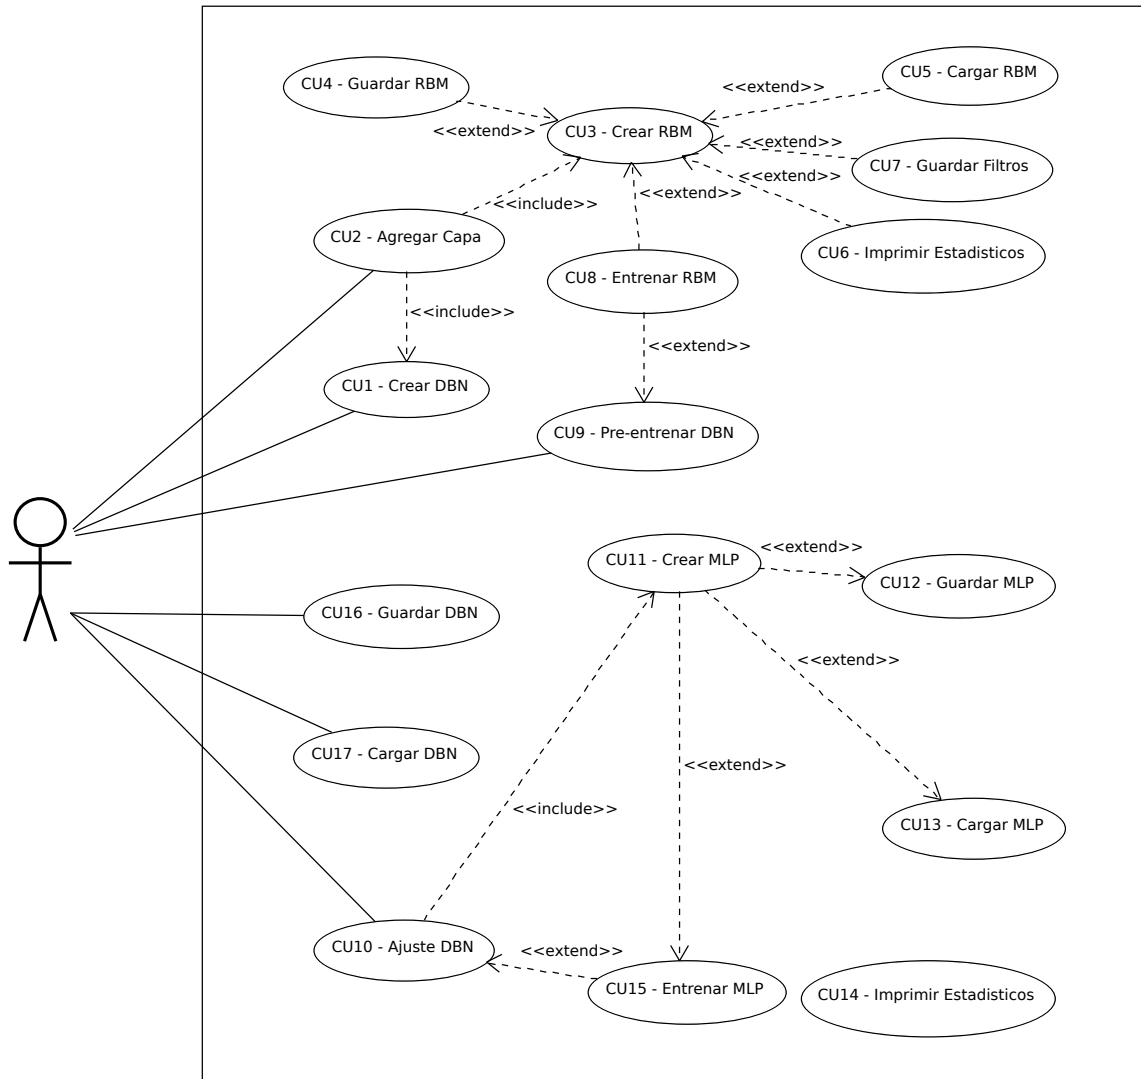 CU4 - Guardar RBM
CU5 - Cargar RBM
<<extend>>
<<extend>>
CU3 - Crear RBM
<<extend>>
CU7 - Guardar Filtros
<<extend>>
<<extend>>
<<include>>
CU2 - Agregar Capa
CU6 - Imprimir Estadisticos
CU8 - Entrenar RBM
<<include>>
<<extend>>
CU1 - Crear DBN
CU9 - Pre-entrenar DBN
<<extend>>
CU11 - Crear MLP
CU12 - Guardar MLP
CU16 - Guardar DBN
<<extend>>
CU17 - Cargar DBN
<<extend>>
<<include>>
CU13 - Cargar MLP
CU10 - Ajuste DBN
<<extend>>
CU15 - Entrenar MLP
CU14 - Imprimir Estadisticos